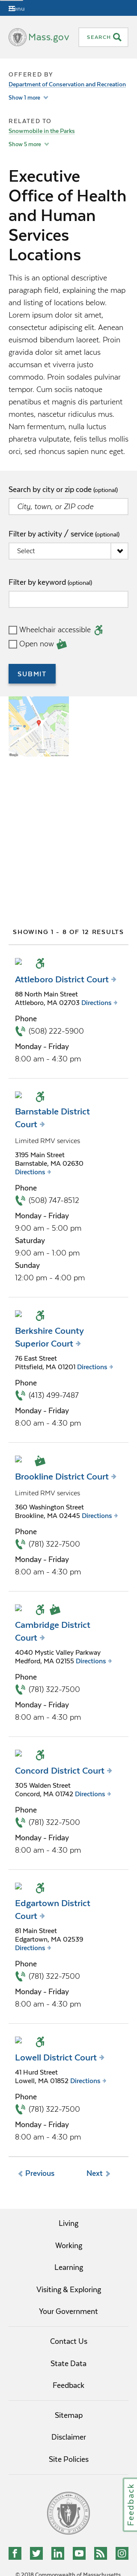 Menu
Mass.gov
SEARCH
OFFERED BY
Department of Conservation and Recreation
Show 1 more
RELATED TO
Snowmobile in the Parks
Show 5 more
Executive
Office of Health
and Human
Services
Locations
This is an optional descriptive
paragraph field, explaining the map
and listing of locations below.
Lorem ipsum dolor sit amet,
consectetur adipiscing elit. Aenean
euismod bibendum laoreet. Proin
gravida dolor sit amet lacus
accumsan et viverra justo
commodo. Proin sodales pulvinar
tempor. Cum sociis natoque
penatibus et magnis dis parturient
montes, nascetur ridiculus mus.
Nam fermentum, nulla luctus
pharetra vulputate, felis tellus mollis
orci, sed rhoncus sapien nunc eget.
Search by city or zip code (optional)
City, town, or ZIP code
Filter by activity / service (optional)
Select
Filter by keyword (optional)
Wheelchair accessible
Open now
SUBMIT
SHOWING 1 - 8 OF 12 RESULTS
Attleboro District Court
88 North Main Street
Attleboro, MA 02703 Directions
Phone
(508) 222-5900
Monday - Friday
8:00 am - 4:30 pm
Barnstable District
Court
Limited RMV services
3195 Main Street
Barnstable, MA 02630
Directions
Phone
(508) 747-8512
Monday - Friday
9:00 am - 5:00 pm
Saturday
9:00 am - 1:00 pm
Sunday
12:00 pm - 4:00 pm
Berkshire County
Superior Court
76 East Street
Pittsfield, MA 01201 Directions
Phone
(413) 499-7487
Monday - Friday
8:00 am - 4:30 pm
Brookline District Court
Limited RMV services
360 Washington Street
Brookline, MA 02445 Directions
Phone
(781) 322-7500
Monday - Friday
8:00 am - 4:30 pm
Cambridge District
Court
4040 Mystic Valley Parkway
Medford, MA 02155 Directions
Phone
(781) 322-7500
Monday - Friday
8:00 am - 4:30 pm
Concord District Court
305 Walden Street
Concord, MA 01742 Directions
Phone
(781) 322-7500
Monday - Friday
8:00 am - 4:30 pm
Edgartown District
Court
81 Main Street
Edgartown, MA 02539
Directions
Phone
(781) 322-7500
Monday - Friday
8:00 am - 4:30 pm
Lowell District Court
41 Hurd Street
Lowell, MA 01852 Directions
Phone
(781) 322-7500
Monday - Friday
8:00 am - 4:30 pm
Previous Next
Living
Working
Learning
Visiting & Exploring
Your Government
Contact Us
State Data
Feedback
Sitemap
Disclaimer
Site Policies
Feedback
© 2018 Commonwealth of Massachusetts.